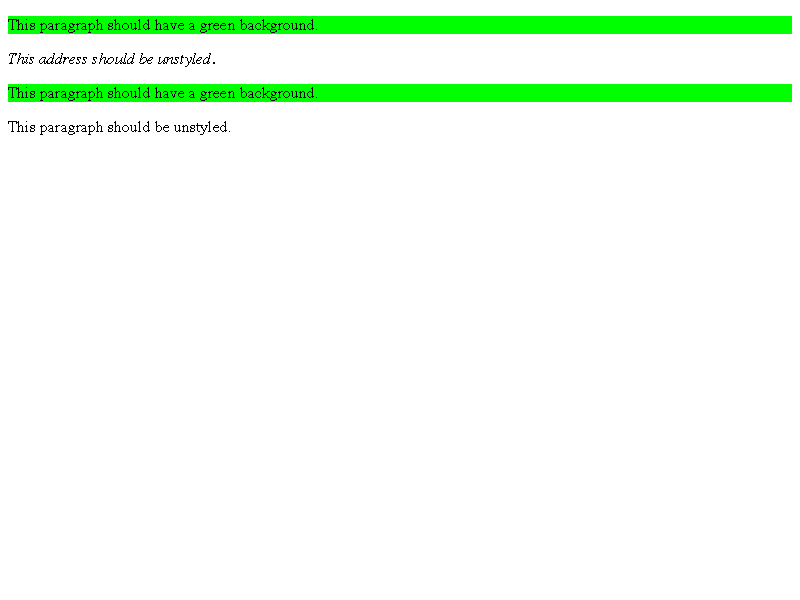 This paragraph should have a green background.
This address should be unstyled.
This paragraph should have a green background.
This paragraph should be unstyled.